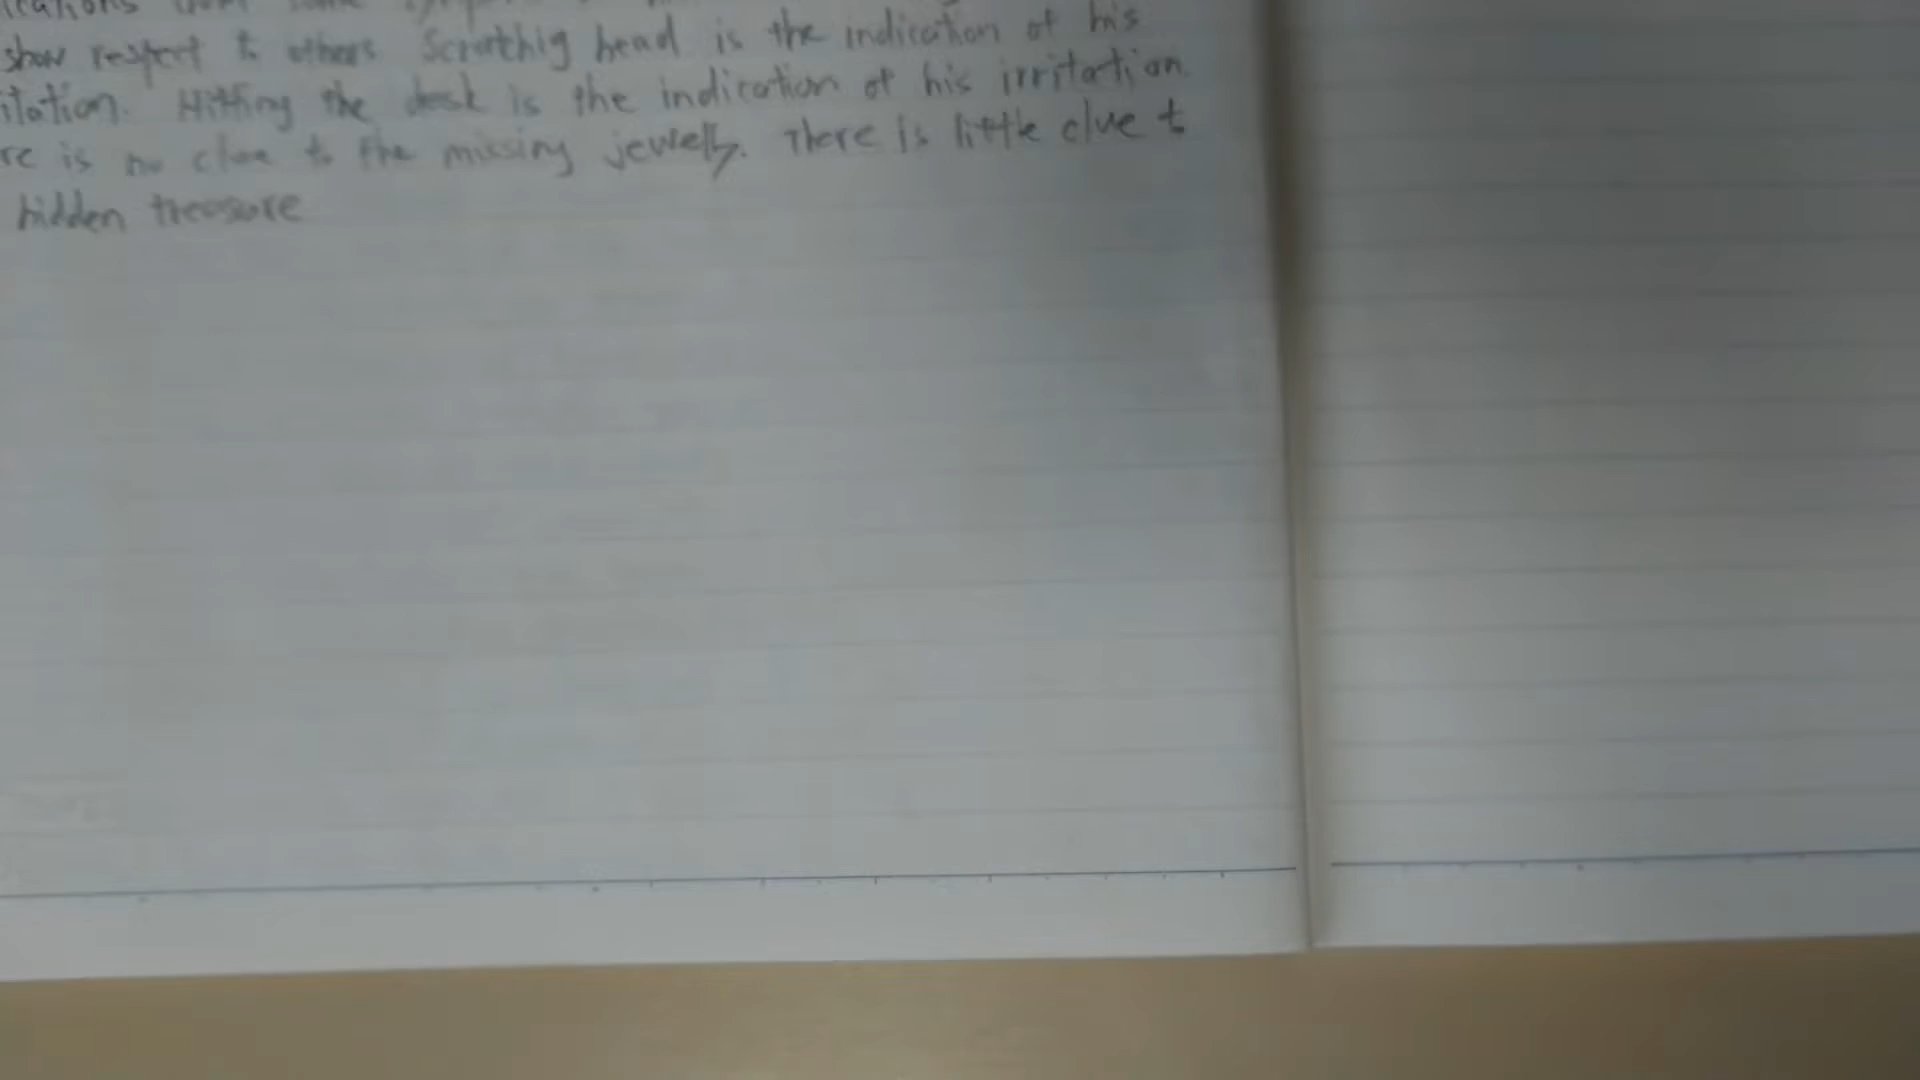 show respect to others Scrathig head is the indication of his
itation. Hitting the desk is the indication of his irritation.
re is no clue to the missing jewelly. There is little clue to
hidden treasure